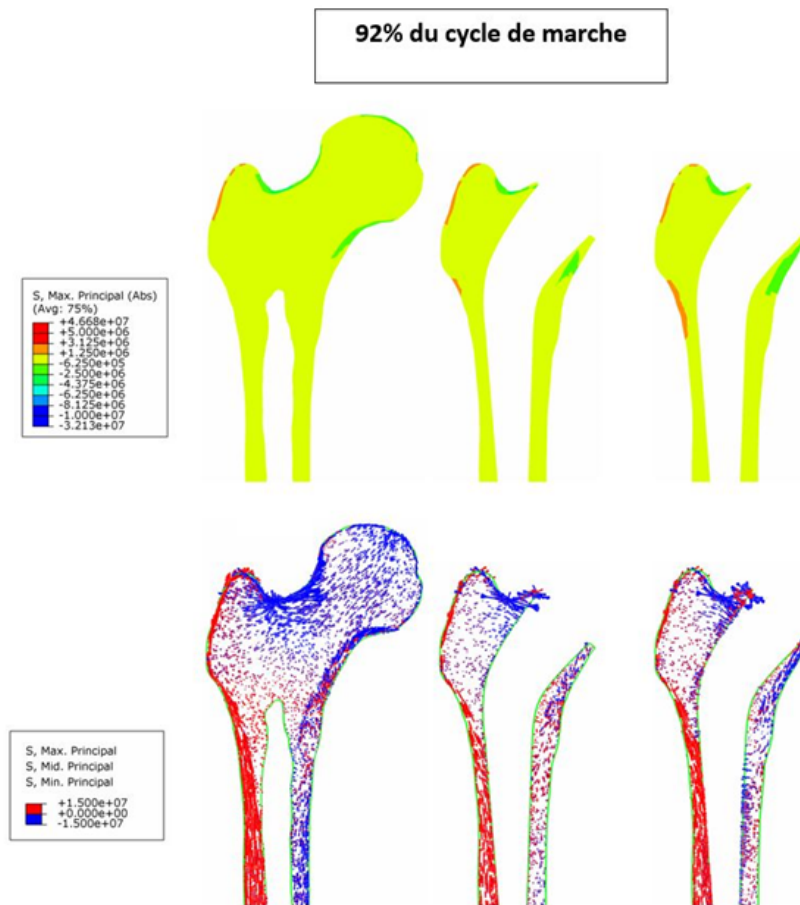 92% du cycle de marche
S, Max. Principal (Abs)
(Avg: 75%)
+4.668e+07
+5.000e+06
+3.125e+06
+1.250e+06
-6.250e+05
-2.500e+06
-4.375e+06
-6.250e+06
-8.125e+06
-1.000e+07
-3.213e+07
S, Max. Principal
S, Mid. Principal
S, Min. Principal
+1.500e+07
+0.000e+00
-1.500e+07